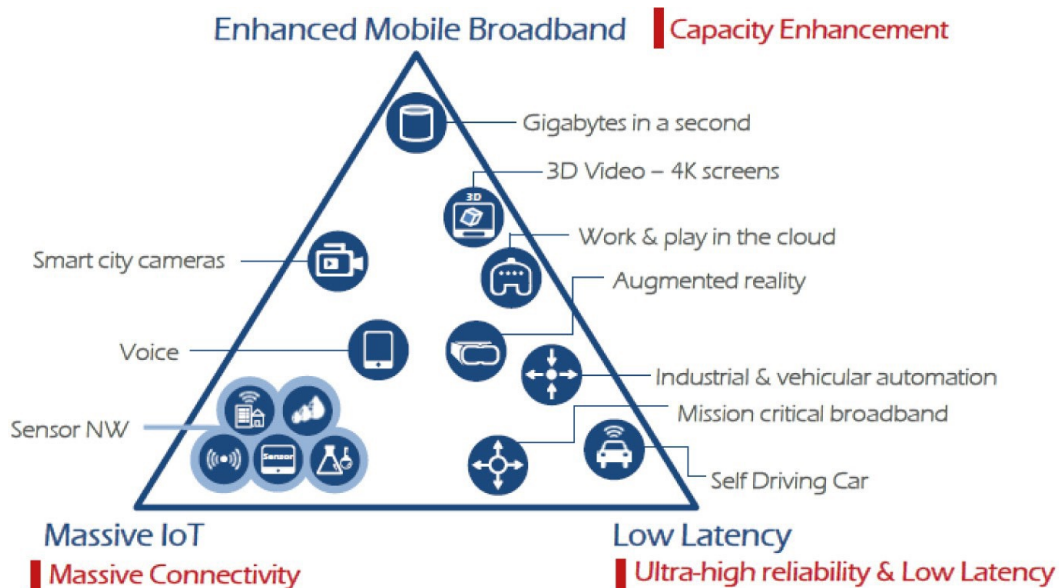 Enhanced Mobile Broadband
Capacity Enhancement
Gigabytes in a second
3D Video – 4K screens
3D
Work & play in the cloud
Smart city cameras
Augmented reality
Voice
Industrial & vehicular automation
Mission critical broadband
Sensor NW
Sensor
Self Driving Car
Massive IoT
Low Latency
Massive Connectivity
Ultra-high reliability & Low Latency